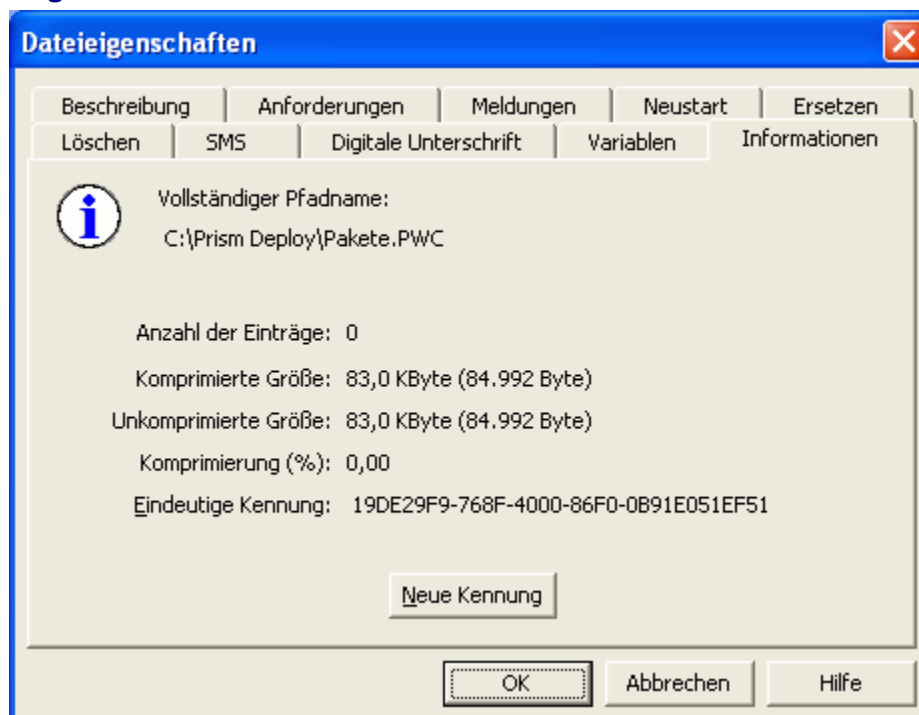 Dateieigenschaften
Beschreibung Anforderungen Meldungen Neustart Ersetzen
Löschen SMS Digitale Unterschrift Variablen Informationen
Vollständiger Pfadname:
C:\Prism Deploy\Pakete.PWC
Anzahl der Einträge: 0
Komprimierte Größe: 83,0 KByte (84.992 Byte)
Unkomprimierte Größe: 83,0 KByte (84.992 Byte)
Komprimierung (%): 0,00
Eindeutige Kennung: 19DE29F9-768F-4000-86F0-0B91E051EF51
Neue Kennung
OK Abbrechen Hilfe